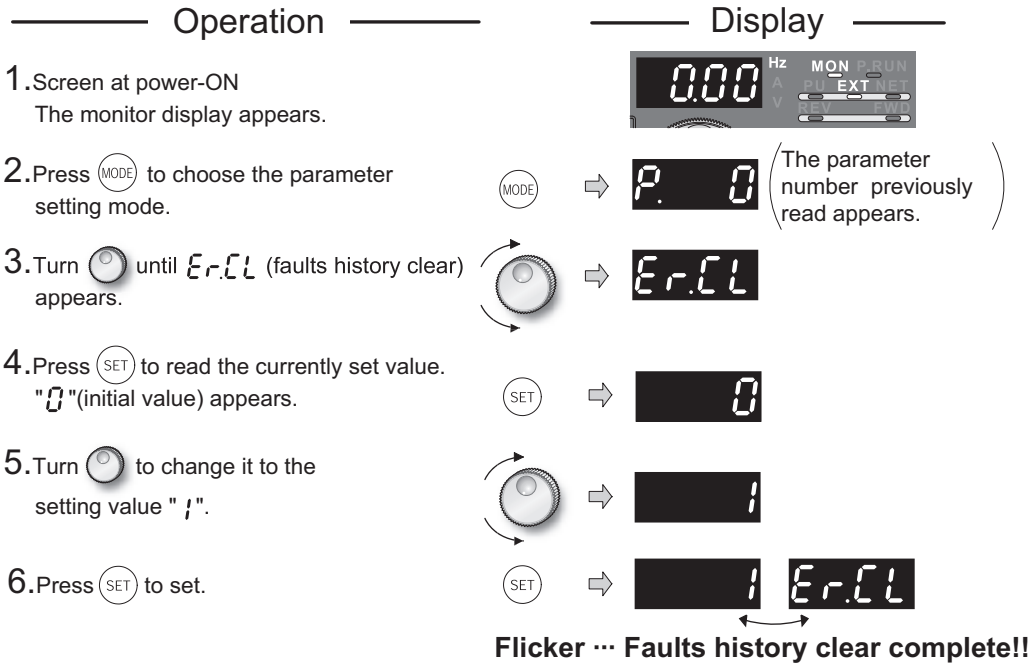 Operation Display
1.Screen at power-ON
The monitor display appears.
0.00 Hz A V MON P.RUN PU EXT NET REV FWD
2.Press MODE to choose the parameter
setting mode.
MODE
P. 0
The parameter
number previously
read appears.
3.Turn until Er.CL (faults history clear)
appears.
Er.CL
4.Press SET to read the currently set value.
"0"(initial value) appears.
SET
0
5.Turn to change it to the
setting value " 1".
1
6.Press SET to set.
SET
1 Er.CL
Flicker ··· Faults history clear complete!!